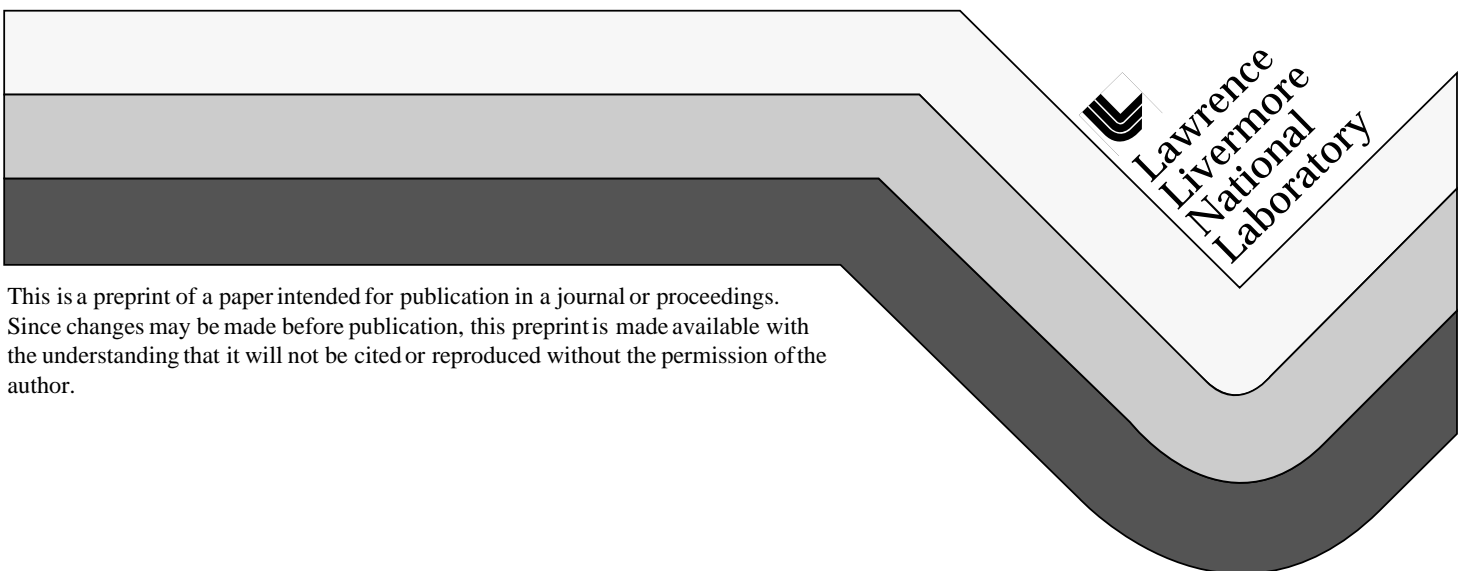 Lawrence
Livermore
National
Laboratory
This is a preprint of a paper intended for publication in a journal or proceedings.
Since changes may be made before publication, this preprint is made available with
the understanding that it will not be cited or reproduced without the permission of the
author.